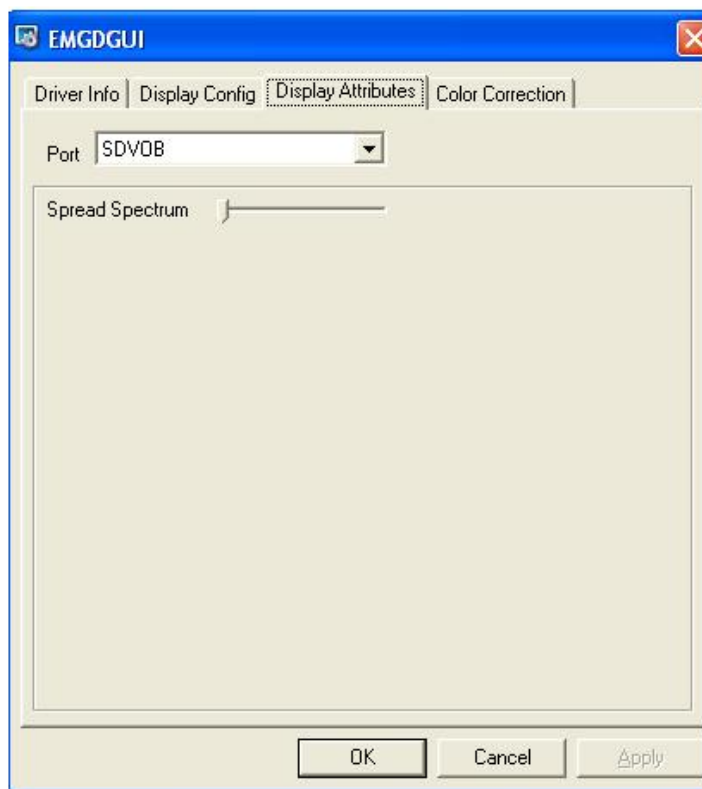 EMGDGUI
Driver Info Display Config Display Attributes Color Correction
Port SDVOB
Spread Spectrum
OK Cancel Apply